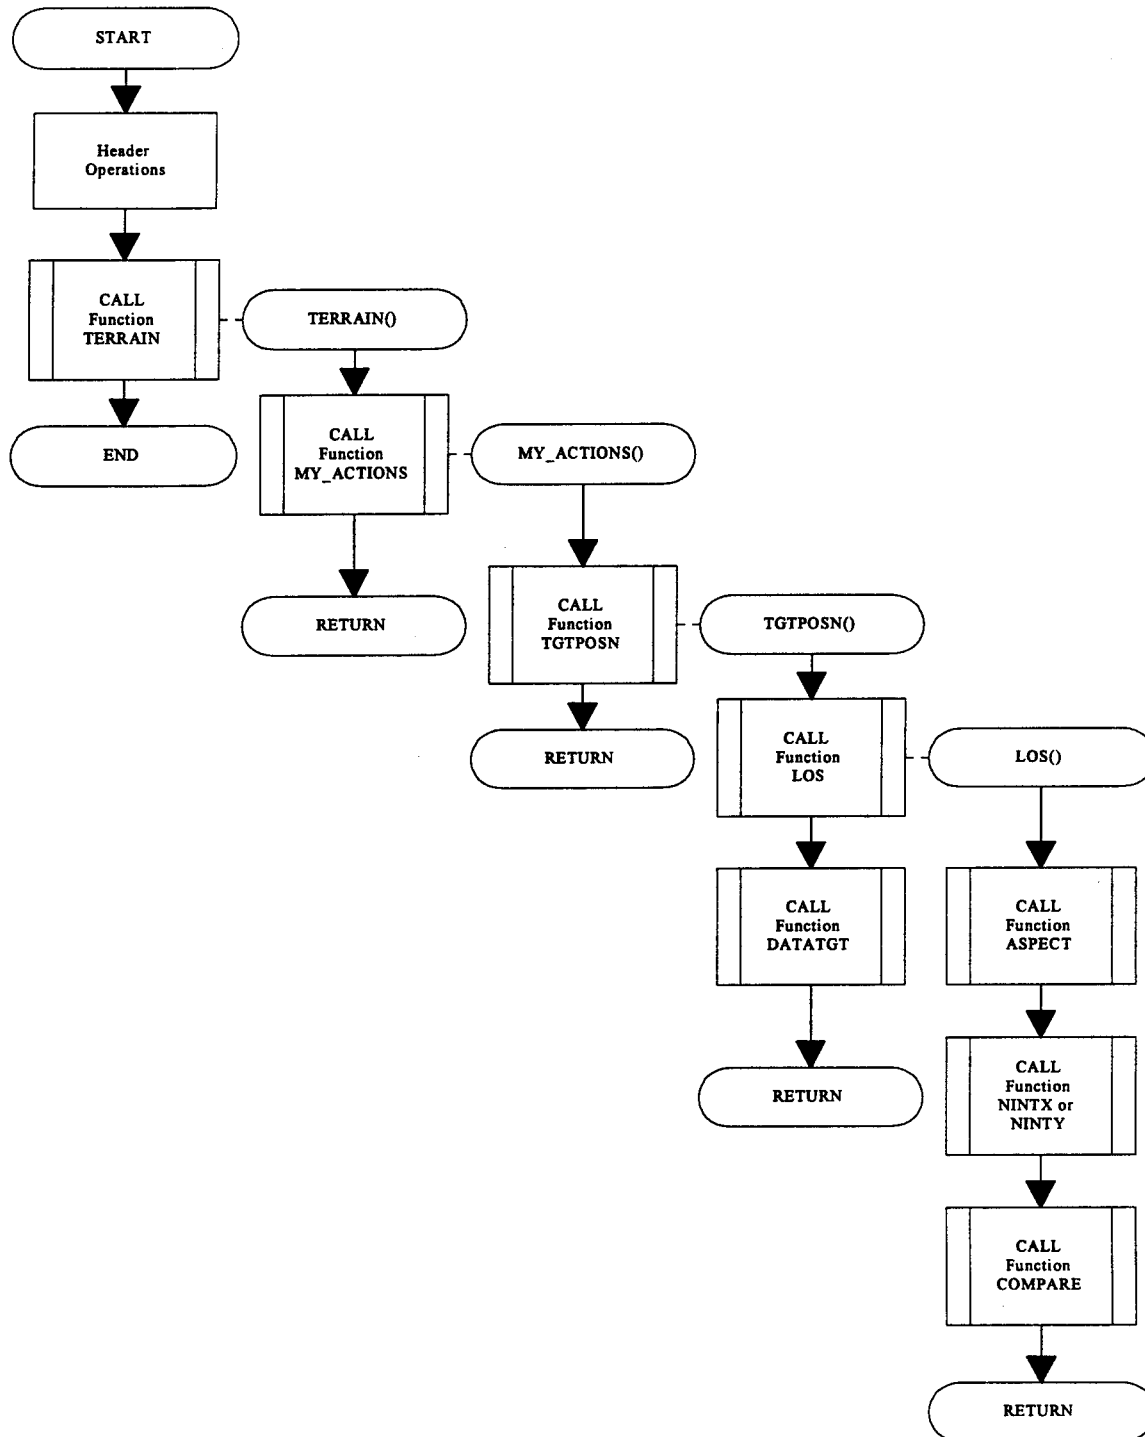 START
Header
Operations
CALL
Function
TERRAIN
END
TERRAIN()
CALL
Function
MY_ACTIONS
RETURN
MY_ACTIONS()
CALL
Function
TGTPOSN
RETURN
TGTPOSN()
CALL
Function
LOS
CALL
Function
DATATGT
RETURN
LOS()
CALL
Function
ASPECT
CALL
Function
NINTX or
NINTY
CALL
Function
COMPARE
RETURN